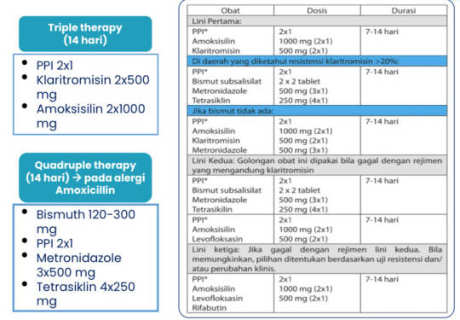 Triple therapy
(14 hari)
• PPI 2x1
• Klaritromisin 2x500
mg
• Amoksisilin 2x1000
mg
Quadruple therapy
(14 hari) → pada alergi
Amoxicillin
• Bismuth 120-300
mg
• PPI 2x1
• Metronidazole
3x500 mg
• Tetrasiklin 4x250
mg
Obat Dosis Durasi
Lini Pertama:
PPI* 2x1 7-14 hari
Amoksisilin 1000 mg (2x1)
Klaritromisin 500 mg (2x1)
Di daerah yang diketahui resistensi klaritromisin >20%:
PPI* 2x1 7-14 hari
Bismut subsalisilat 2 x 2 tablet
Metronidazole 500 mg (3x1)
Tetrasiklin 250 mg (4x1)
Jika bismut tidak ada:
PPI* 2x1 7-14 hari
Amoksisilin 1000 mg (2x1)
Klaritromisin 500 mg (2x1)
Metronidazole 500 mg (3x1)
Lini Kedua: Golongan obat ini dipakai bila gagal dengan rejimen
yang mengandung klaritromisin
PPI* 2x1 7-14 hari
Bismut subsalisilat 2 x 2 tablet
Metronidazole 500 mg (3x1)
Tetrasikilin 250 mg (4x1)
PPI* 2x1 7-14 hari
Amoksisilin 1000 mg (2x1)
Levofloksasin 500 mg (2x1)
Lini ketiga: Jika gagal dengan rejimen lini kedua. Bila
memungkinkan, pilihan ditentukan berdasarkan uji resistensi dan/
atau perubahan klinis.
PPI* 2x1 7-14 hari
Amoksisilin 1000 mg (2x1)
Levofloksasin 500 mg (2x1)
Rifabutin